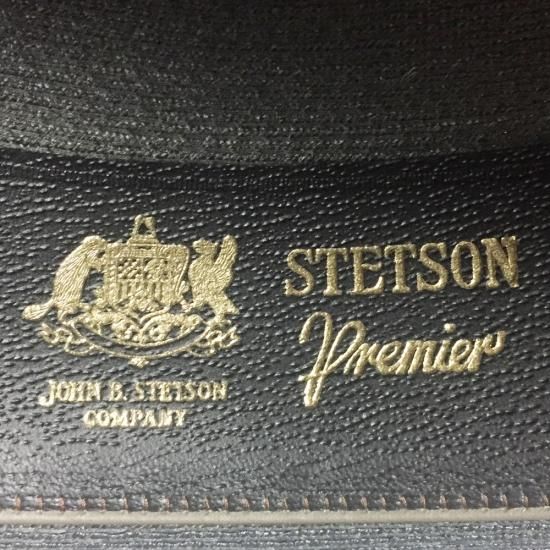 JOHN B. STETSON
COMPANY
STETSON
Premier